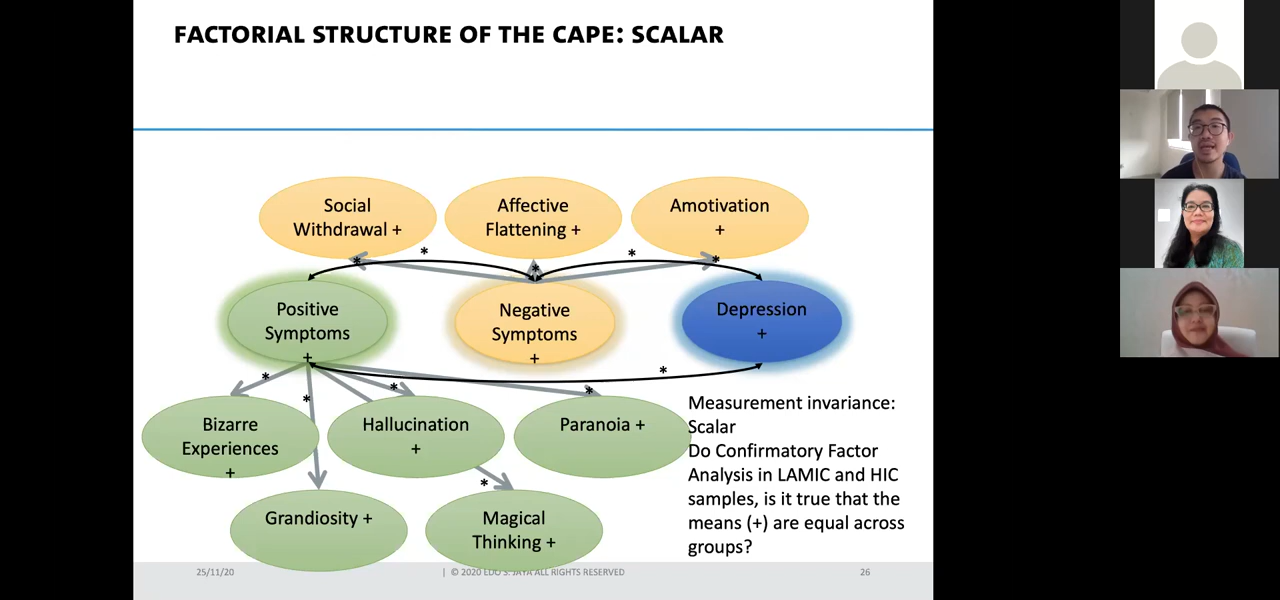 FACTORIAL STRUCTURE OF THE CAPE: SCALAR
Social
Withdrawal +
Affective
Flattening +
Amotivation
+
*
*
*
*
*
Positive
Symptoms
+
Negative
Symptoms
+
Depression
+
*
*
*
*
*
Bizarre
Experiences
+
Hallucination
+
Paranoia +
*
Grandiosity +
Magical
Thinking +
Measurement invariance:
Scalar
Do Confirmatory Factor
Analysis in LAMIC and HIC
samples, is it true that the
means (+) are equal across
groups?
25/11/20
| © 2020 EDO S. JAYA ALL RIGHTS RESERVED
26